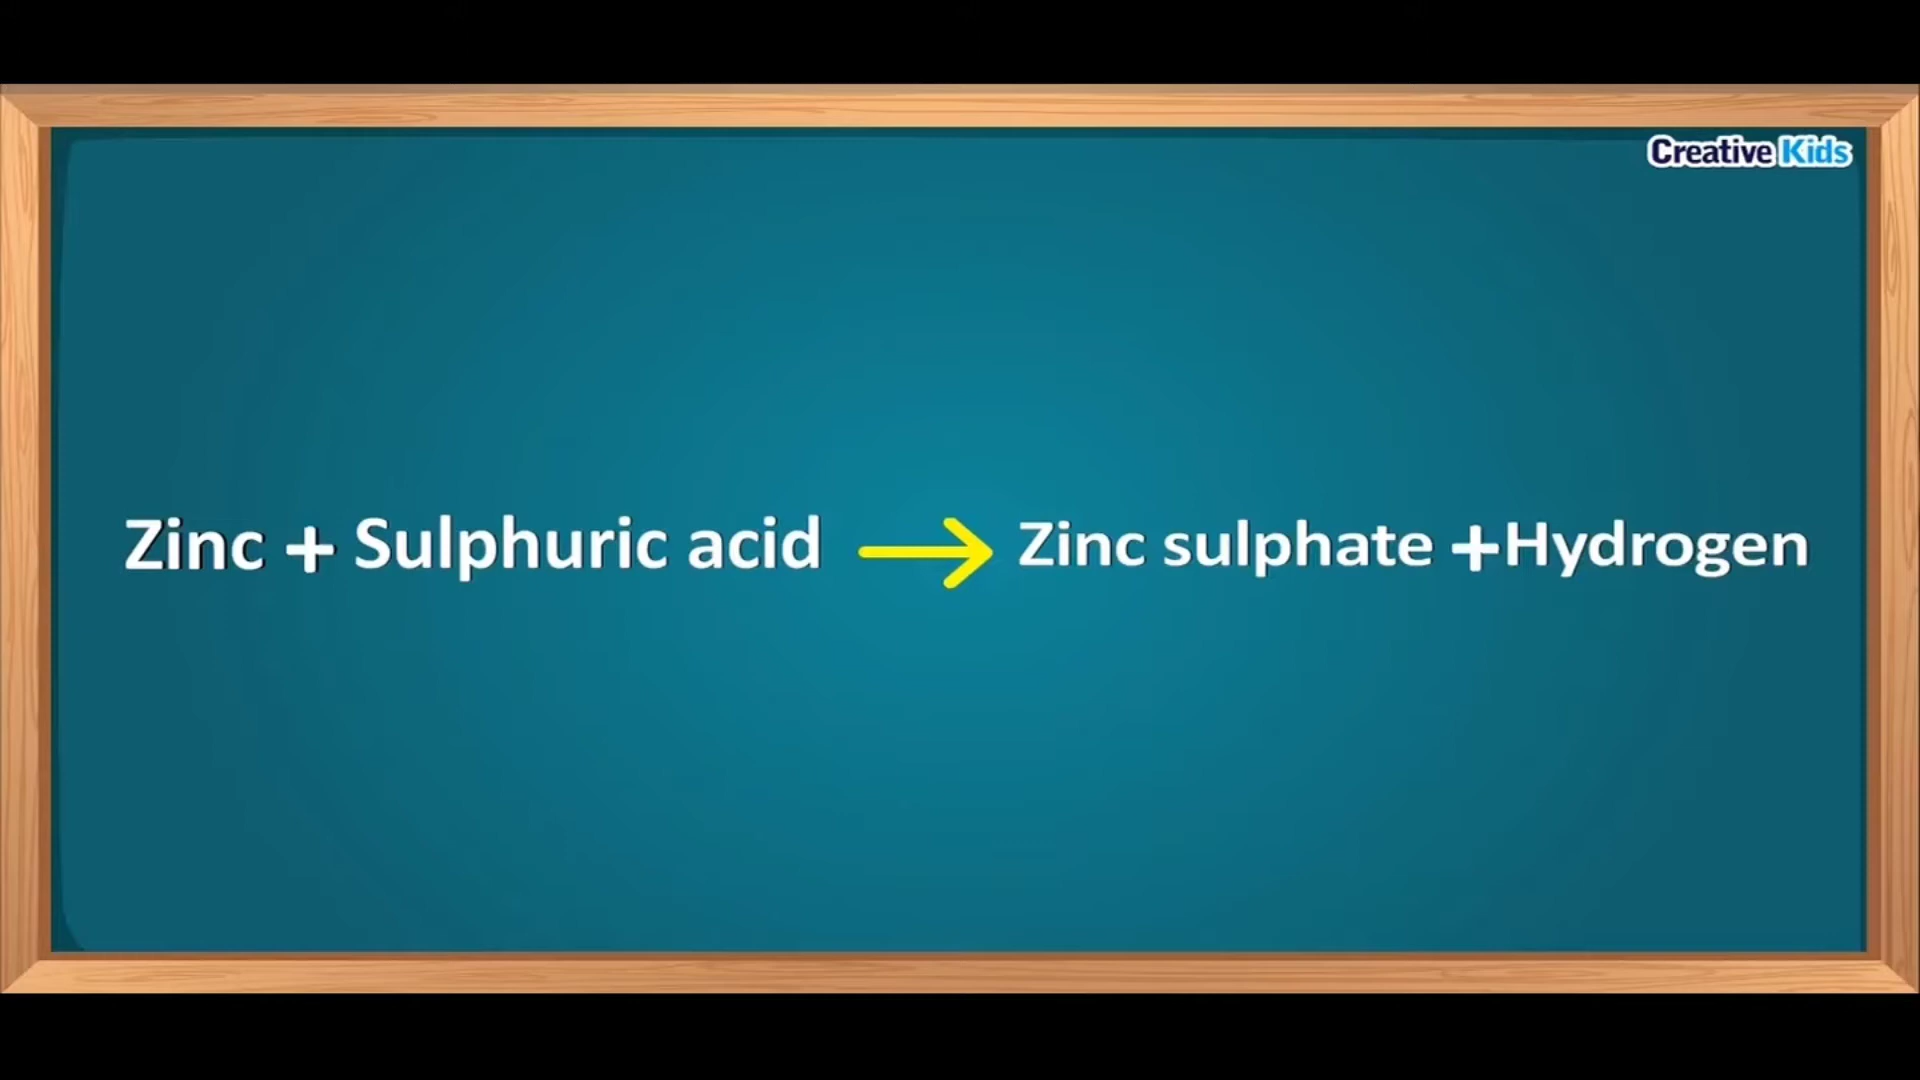 Creative Kids
Zinc + Sulphuric acid → Zinc sulphate +Hydrogen